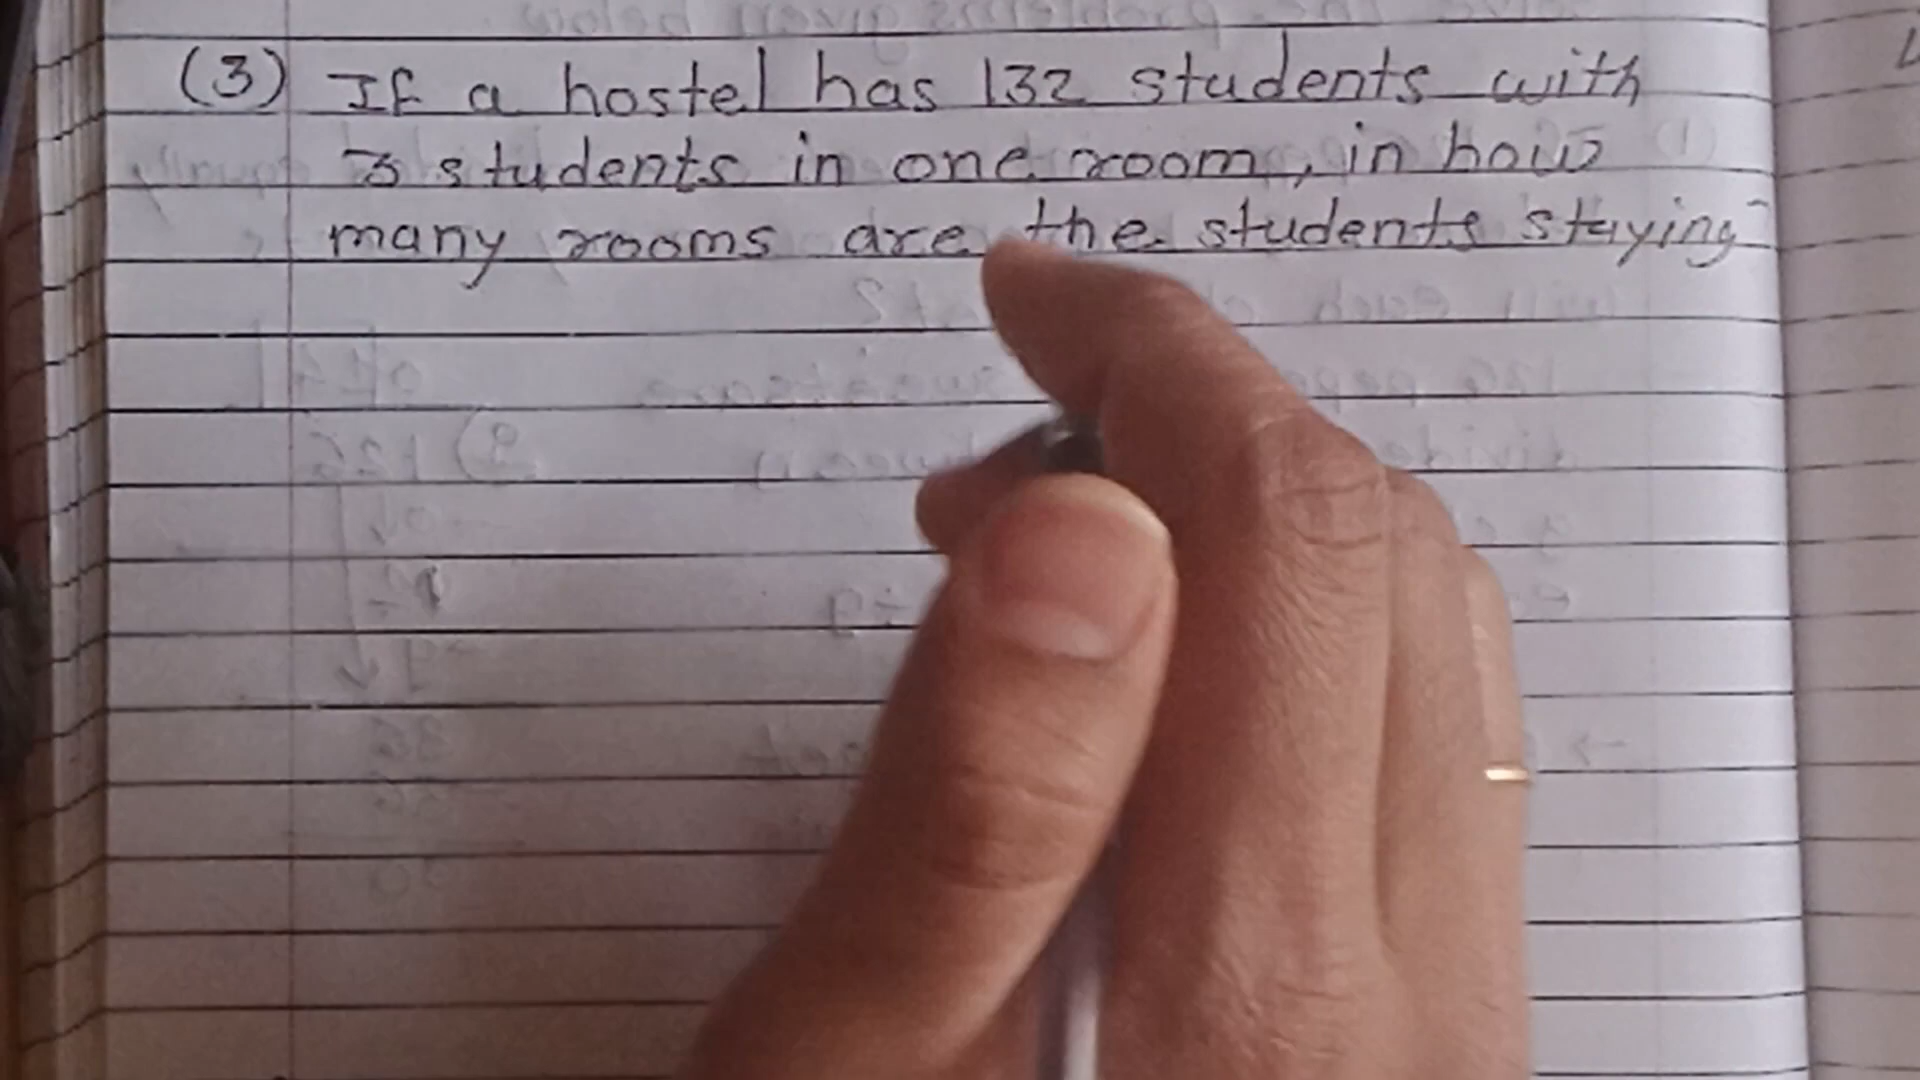 (3) If a hostel has 132 students with
3 students in one room, in how
many rooms are the students staying